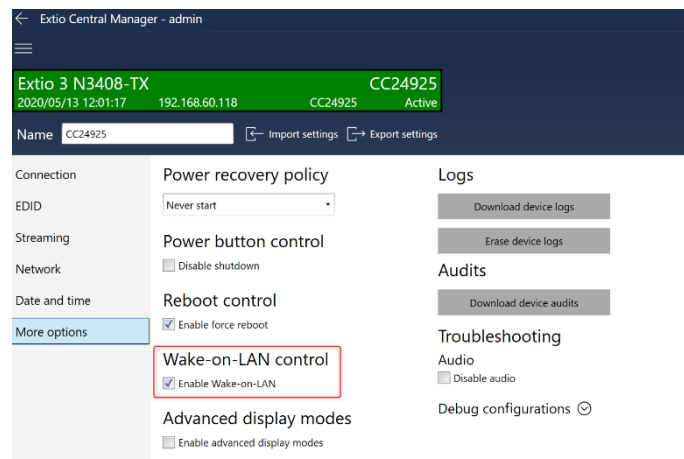 Extio Central Manager - admin
Extio 3 N3408-TX CC24925
2020/05/13 12:01:17 192.168.60.118 CC24925 Active
Name CC24925 Import settings Export settings
Connection
EDID
Streaming
Network
Date and time
More options
Power recovery policy
Never start
Power button control
Disable shutdown
Reboot control
Enable force reboot
Wake-on-LAN control
Enable Wake-on-LAN
Advanced display modes
Enable advanced display modes
Logs
Download device logs
Erase device logs
Audits
Download device audits
Troubleshooting
Audio
Disable audio
Debug configurations